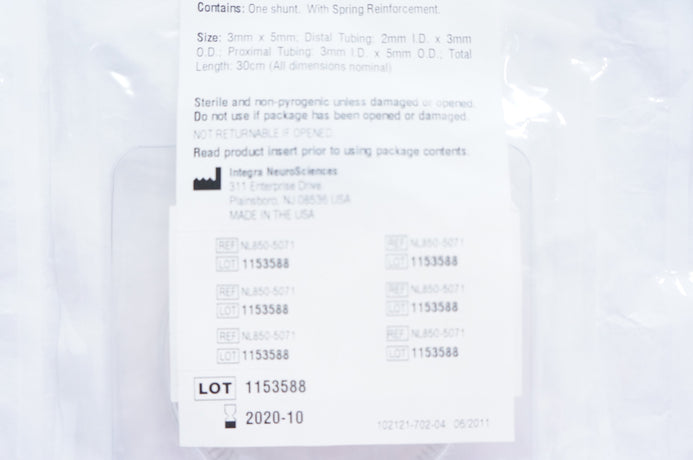 Contains: One shunt. With Spring Reinforcement.
Size: 3mm x 5mm; Distal Tubing: 2mm I.D. x 3mm
O.D.; Proximal Tubing: 3mm I.D. x 5mm O.D.; Total
Length: 30cm (All dimensions nominal)
Sterile and non-pyrogenic unless damaged or opened.
Do not use if package has been opened or damaged.
NOT RETURNABLE IF OPENED
Read product insert prior to using package contents.
Integra NeuroSciences
311 Enterprise Drive
Plainsboro, NJ 08536 USA
MADE IN THE USA
REF NL850-5071 REF NL850-5071
LOT 1153588 LOT 1153588
REF NL850-5071 REF NL850-5071
LOT 1153588 LOT 1153588
REF NL850-5071 REF NL850-5071
LOT 1153588 LOT 1153588
LOT 1153588
2020-10
102121-702-04 06/2011